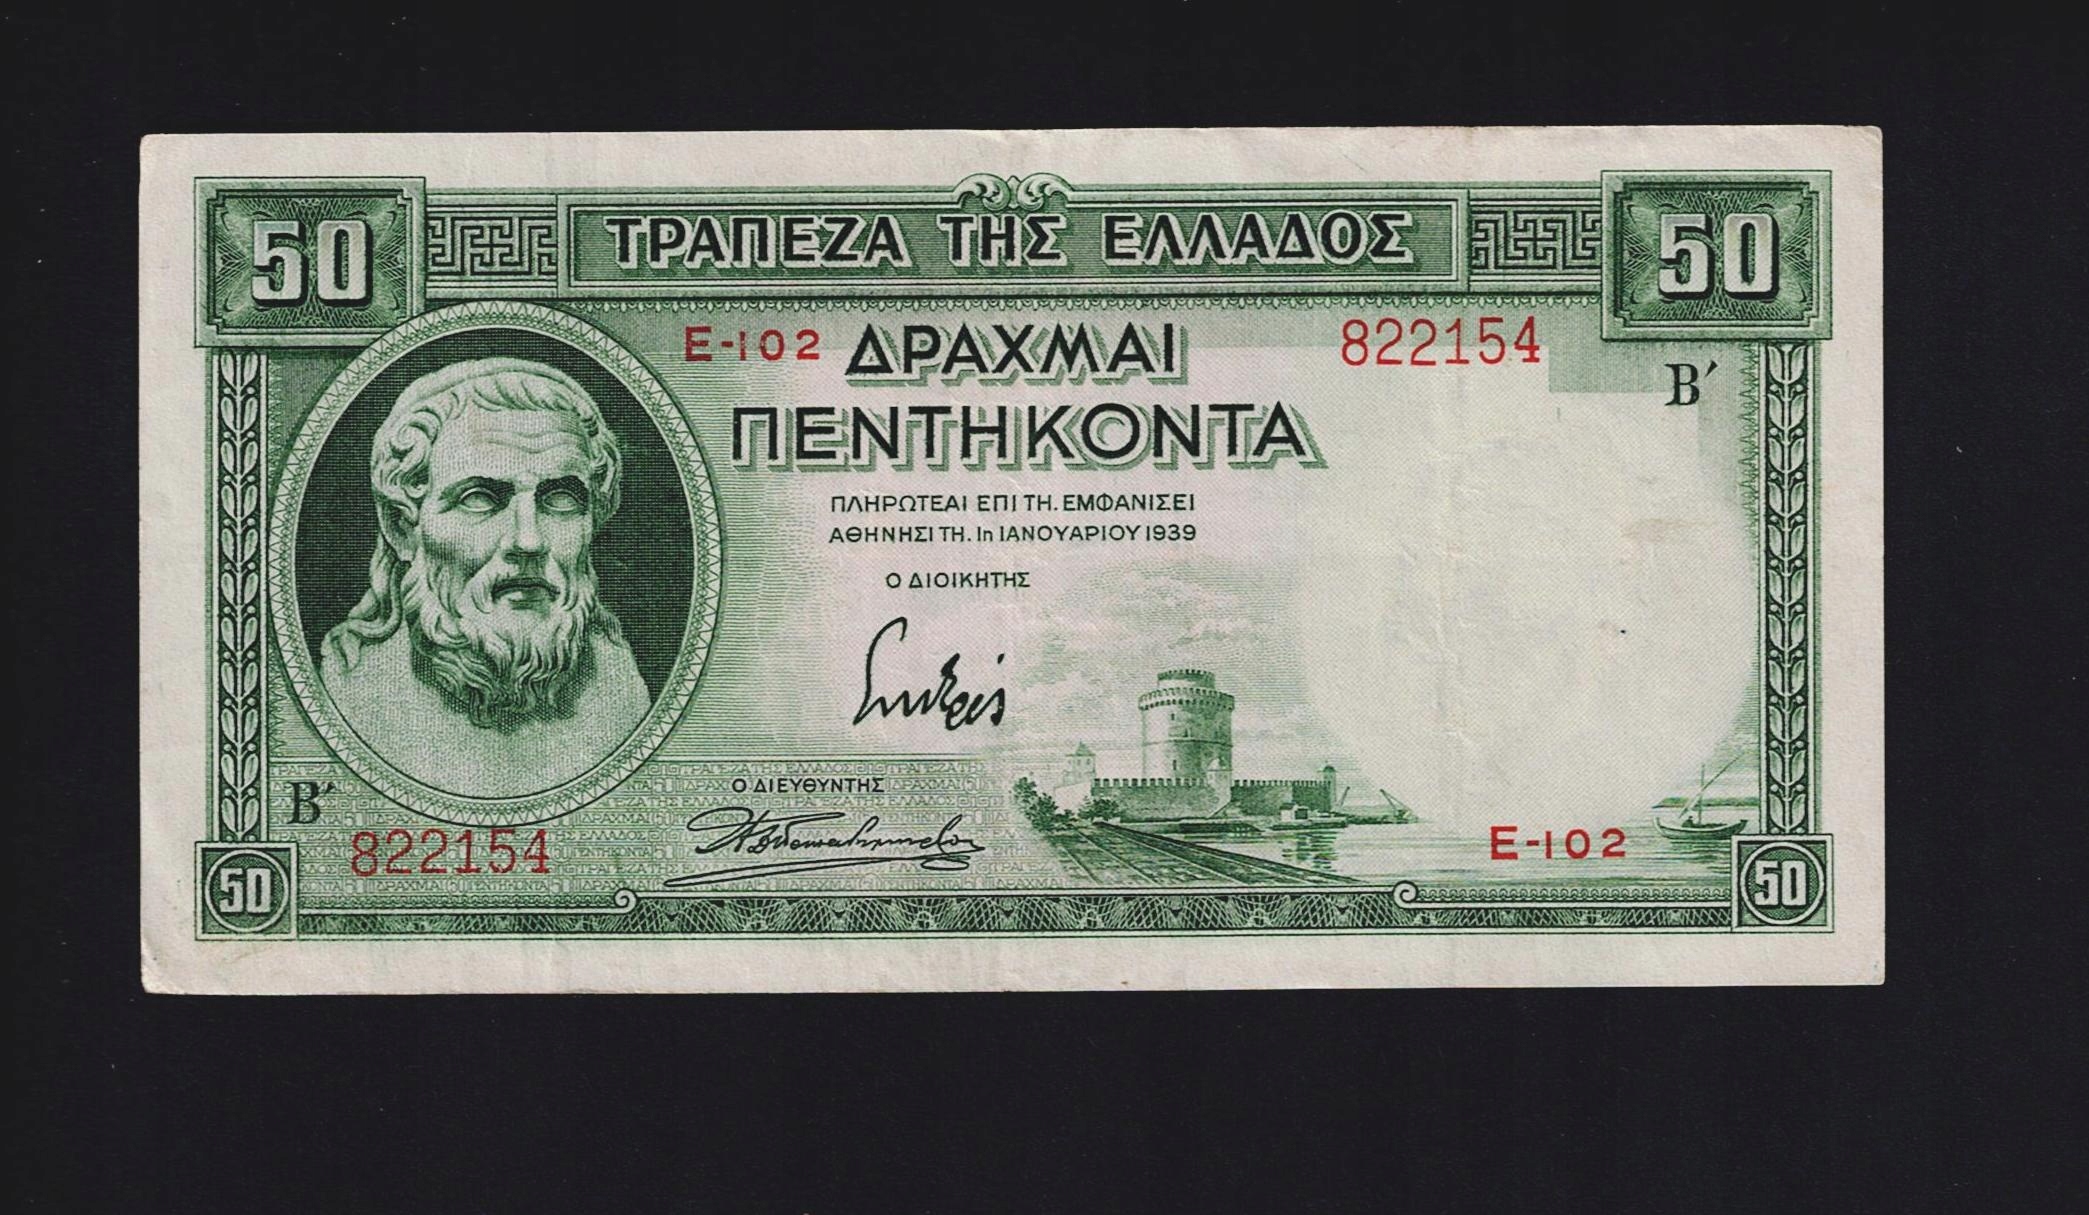 50 ΤΡΑΠΕΖΑ ΤΗΣ ΕΛΛΑΔΟΣ 50
E-102 ΔΡΑΧΜΑΙ 822154
Β΄
ΠΕΝΤΗΚΟΝΤΑ
ΠΛΗΡΩΤΕΑΙ ΕΠΙ ΤΗ. ΕΜΦΑΝΙΣΕΙ
ΑΘΗΝΗΣΙ ΤΗ. 1η ΙΑΝΟΥΑΡΙΟΥ 1939
Ο ΔΙΟΙΚΗΤΗΣ
Ο ΔΙΕΥΘΥΝΤΗΣ
Β΄
822154
E-102
50 50